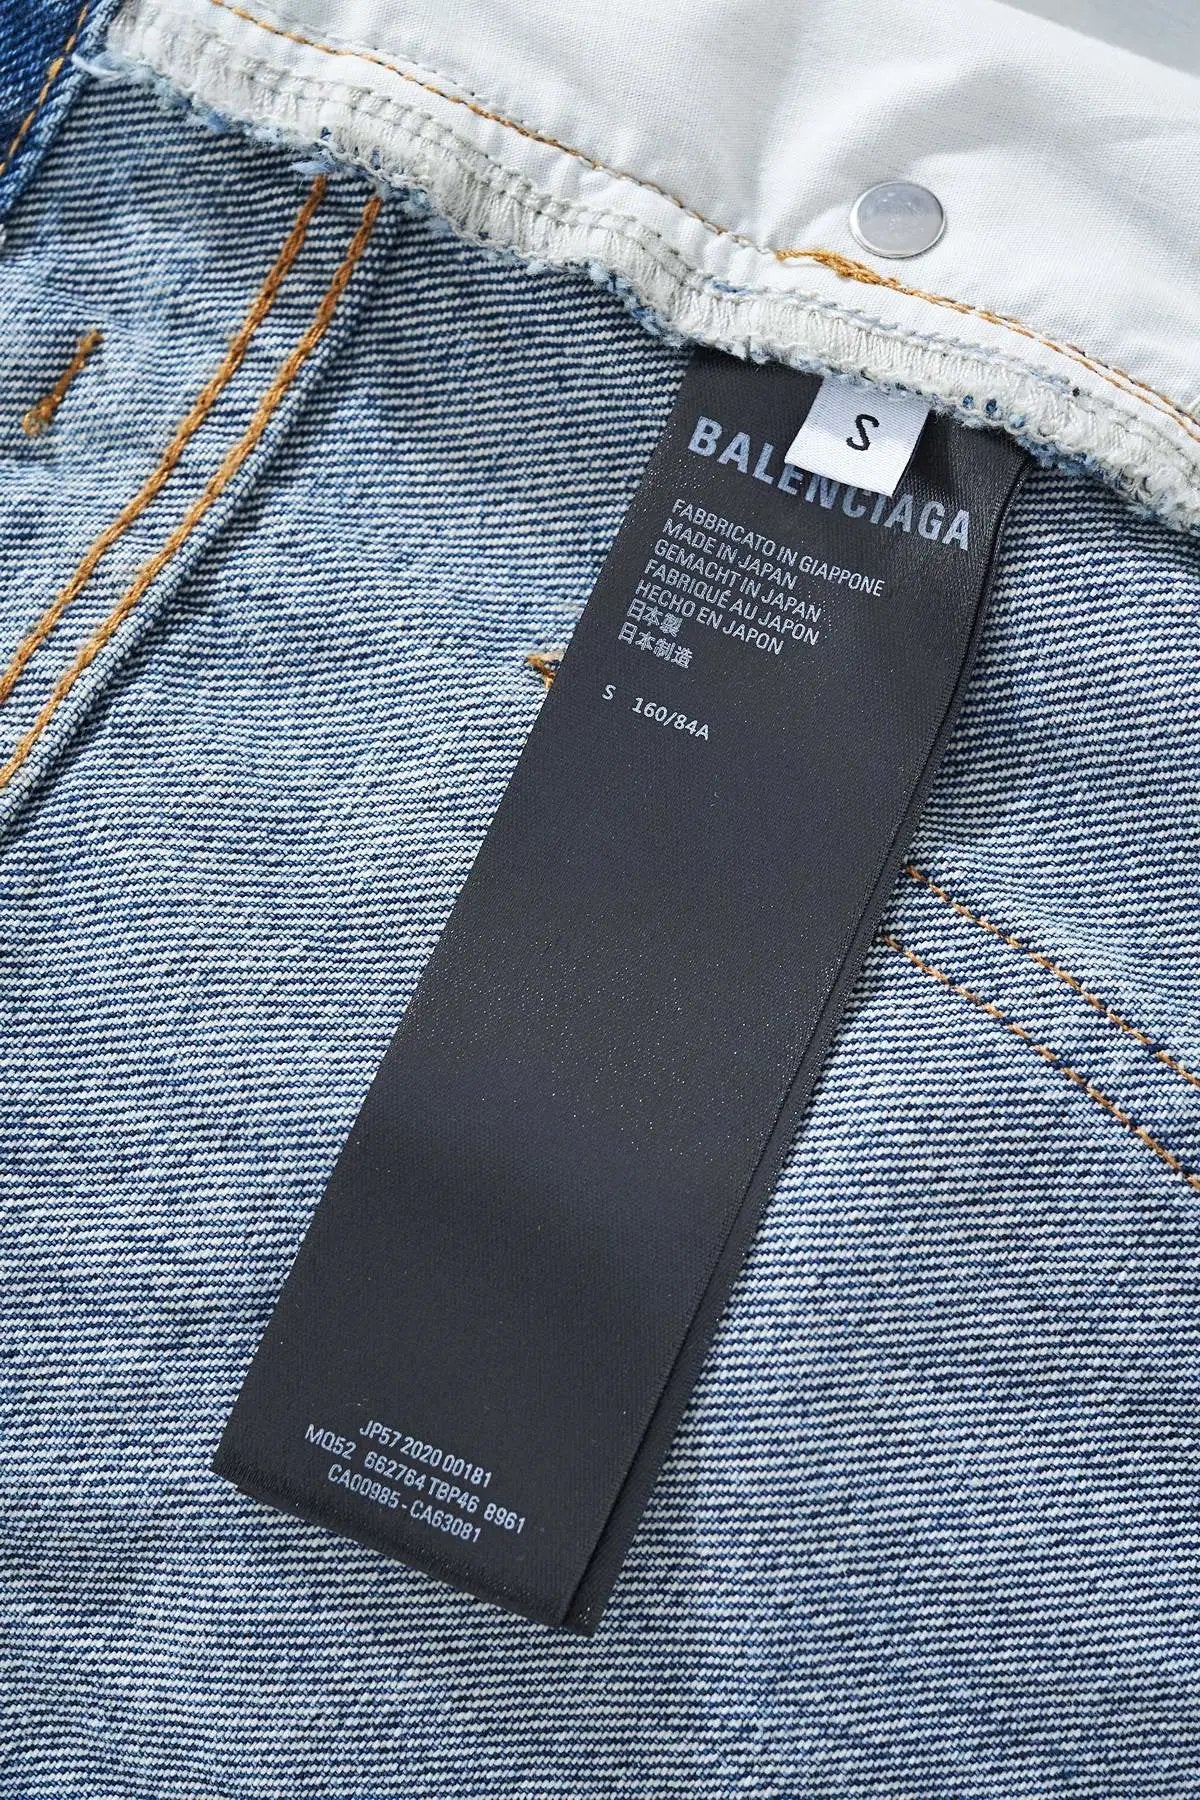 S
BALENCIAGA
FABBRICATO IN GIAPPONE
MADE IN JAPAN
GEMACHT IN JAPAN
FABRIQUÉ AU JAPON
HECHO EN JAPON
日本製
日本制造
S 160/84A
JP57 2020 00181
MQ52 662764 TBP46 8961
CA00985 - CA63081